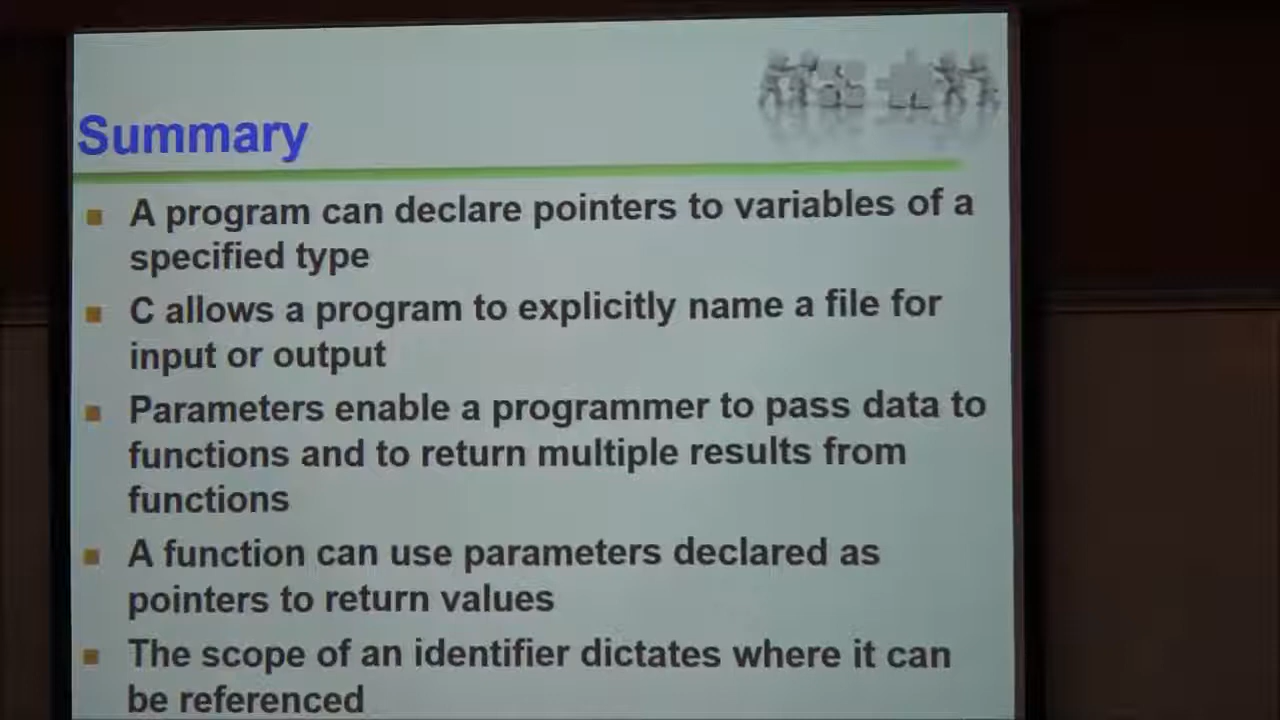 Summary
A program can declare pointers to variables of a
specified type
C allows a program to explicitly name a file for
input or output
Parameters enable a programmer to pass data to
functions and to return multiple results from
functions
A function can use parameters declared as
pointers to return values
The scope of an identifier dictates where it can
be referenced